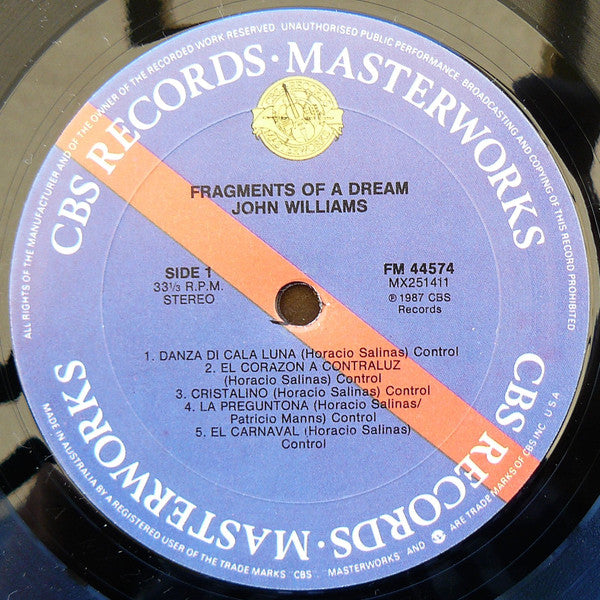 ALL RIGHTS OF THE MANUFACTURER AND OF THE OWNER OF THE RECORDED WORK RESERVED. UNAUTHORISED PUBLIC PERFORMANCE, BROADCASTING AND COPYING OF THIS RECORD PROHIBITED
CBS RECORDS · MASTERWORKS
FRAGMENTS OF A DREAM
JOHN WILLIAMS
SIDE 1
33⅓ R.P.M.
STEREO
FM 44574
MX251411
℗ 1987 CBS
Records
1. DANZA DI CALA LUNA (Horacio Salinas) Control
2. EL CORAZON A CONTRALUZ
(Horacio Salinas) Control
3. CRISTALINO (Horacio Salinas) Control
4. LA PREGUNTONA (Horacio Salinas/
Patricio Manns) Control
5. EL CARNAVAL (Horacio Salinas)
Control
CBS RECORDS · MASTERWORKS
MADE IN AUSTRALIA BY A REGISTERED USER OF THE TRADE MARKS "CBS", MASTERWORKS AND ARE TRADE MARKS OF CBS INC. U S A